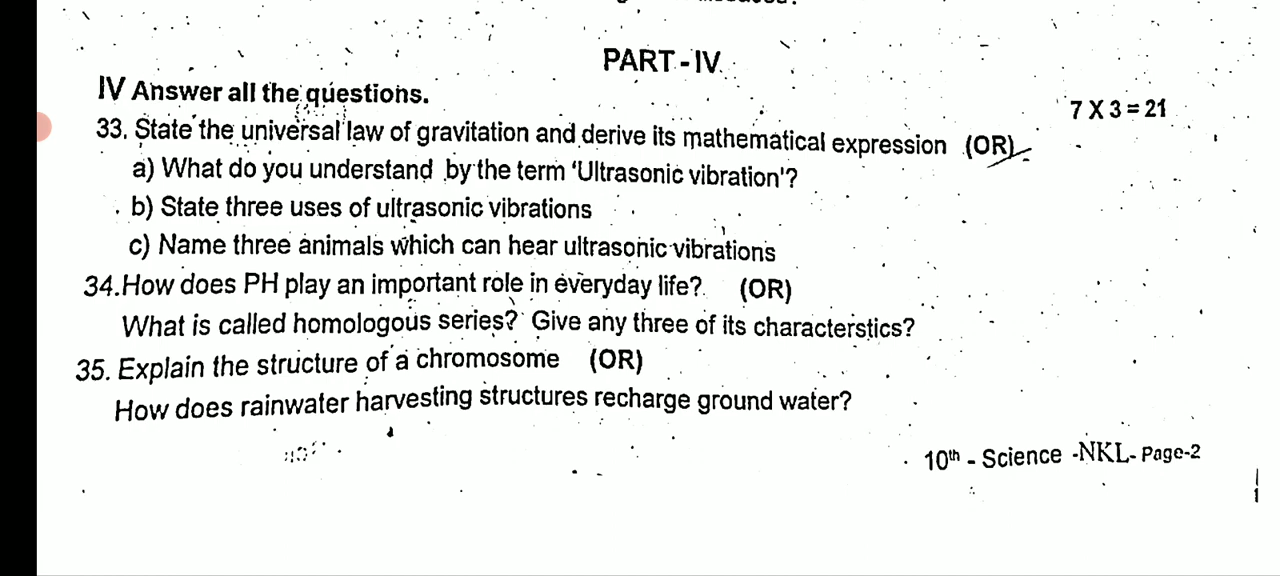 PART - IV
IV Answer all the questions.
7 X 3 = 21
33. State the universal law of gravitation and derive its mathematical expression (OR)
a) What do you understand by the term 'Ultrasonic vibration'?
b) State three uses of ultrasonic vibrations
c) Name three animals which can hear ultrasonic vibrations
34.How does PH play an important role in everyday life? (OR)
What is called homologous series? Give any three of its characterstics?
35. Explain the structure of a chromosome (OR)
How does rainwater harvesting structures recharge ground water?
10th - Science -NKL- Page-2